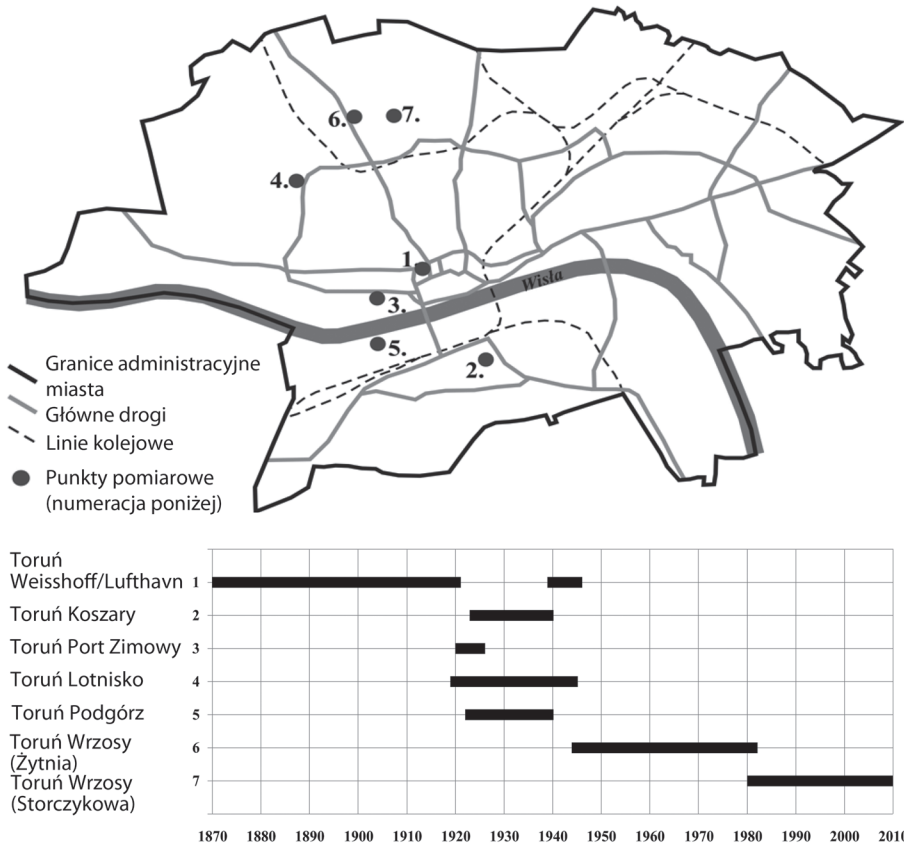 6.
7.
4.
1.
Wisła
3.
5.
2.
Granice administracyjne
miasta
Główne drogi
Linie kolejowe
Punkty pomiarowe
(numeracja poniżej)
Toruń
Weisshoff/Lufthavn 1
Toruń Koszary 2
Toruń Port Zimowy 3
Toruń Lotnisko 4
Toruń Podgórz 5
Toruń Wrzosy 6
(Żytnia)
Toruń Wrzosy 7
(Storczykowa)
1870 1880 1890 1900 1910 1920 1930 1940 1950 1960 1970 1980 1990 2000 2010